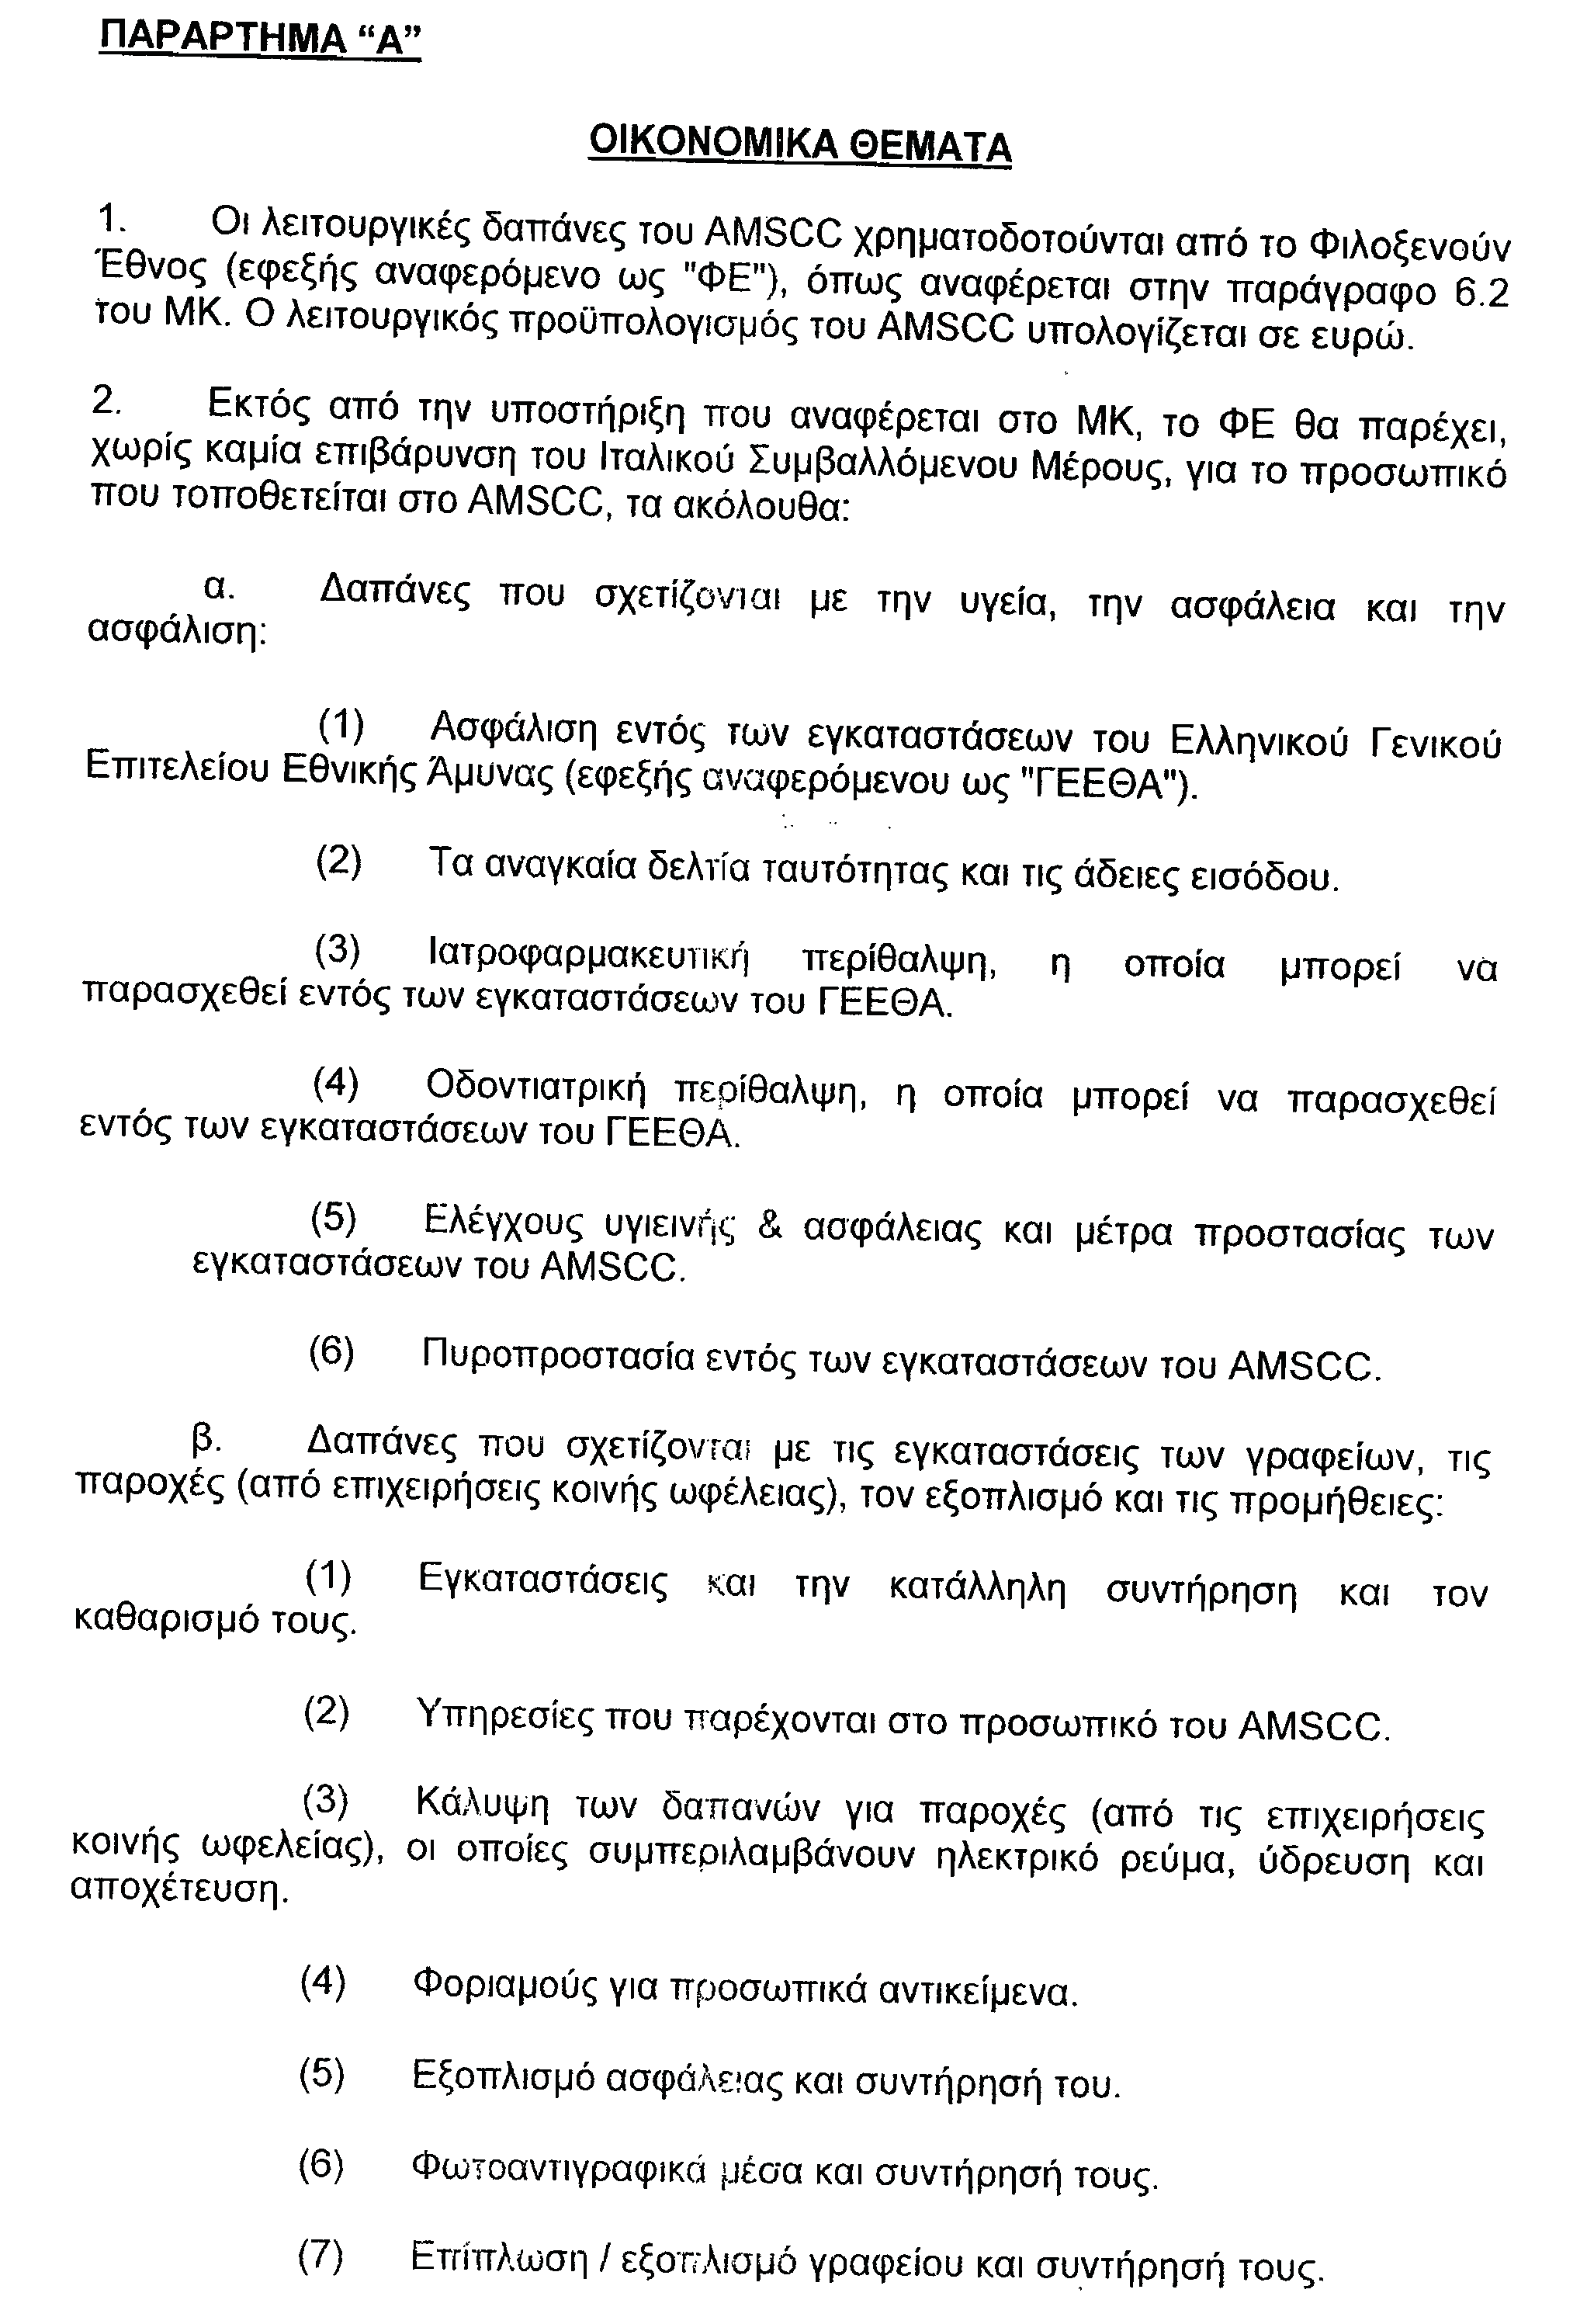 ΠΑΡΑΡΤΗΜΑ “Α”
ΟΙΚΟΝΟΜΙΚΑ ΘΕΜΑΤΑ
1. Οι λειτουργικές δαπάνες του AMSCC χρηματοδοτούνται από το Φιλοξενούν
Έθνος (εφεξής αναφερόμενο ως "ΦΕ"), όπως αναφέρεται στην παράγραφο 6.2
του ΜΚ. Ο λειτουργικός προϋπολογισμός του AMSCC υπολογίζεται σε ευρώ.
2. Εκτός από την υποστήριξη που αναφέρεται στο ΜΚ, το ΦΕ θα παρέχει,
χωρίς καμία επιβάρυνση του Ιταλικού Συμβαλλόμενου Μέρους, για το προσωπικό
που τοποθετείται στο AMSCC, τα ακόλουθα:
α. Δαπάνες που σχετίζονται με την υγεία, την ασφάλεια και την
ασφάλιση:
(1) Ασφάλιση εντός των εγκαταστάσεων του Ελληνικού Γενικού
Επιτελείου Εθνικής Άμυνας (εφεξής αναφερόμενου ως "ΓΕΕΘΑ").
(2) Τα αναγκαία δελτία ταυτότητας και τις άδειες εισόδου.
(3) Ιατροφαρμακευτική περίθαλψη, η οποία μπορεί να
παρασχεθεί εντός των εγκαταστάσεων του ΓΕΕΘΑ.
(4) Οδοντιατρική περίθαλψη, η οποία μπορεί να παρασχεθεί
εντός των εγκαταστάσεων του ΓΕΕΘΑ.
(5) Ελέγχους υγιεινής & ασφάλειας και μέτρα προστασίας των
εγκαταστάσεων του AMSCC.
(6) Πυροπροστασία εντός των εγκαταστάσεων του AMSCC.
β. Δαπάνες που σχετίζονται με τις εγκαταστάσεις των γραφείων, τις
παροχές (από επιχειρήσεις κοινής ωφέλειας), τον εξοπλισμό και τις προμήθειες:
(1) Εγκαταστάσεις και την κατάλληλη συντήρηση και τον
καθαρισμό τους.
(2) Υπηρεσίες που παρέχονται στο προσωπικό του AMSCC.
(3) Κάλυψη των δαπανών για παροχές (από τις επιχειρήσεις
κοινής ωφελείας), οι οποίες συμπεριλαμβάνουν ηλεκτρικό ρεύμα, ύδρευση και
αποχέτευση.
(4) Φοριαμούς για προσωπικά αντικείμενα.
(5) Εξοπλισμό ασφάλειας και συντήρησή του.
(6) Φωτοαντιγραφικά μέσα και συντήρησή τους.
(7) Επίπλωση / εξοπλισμό γραφείου και συντήρησή τους.